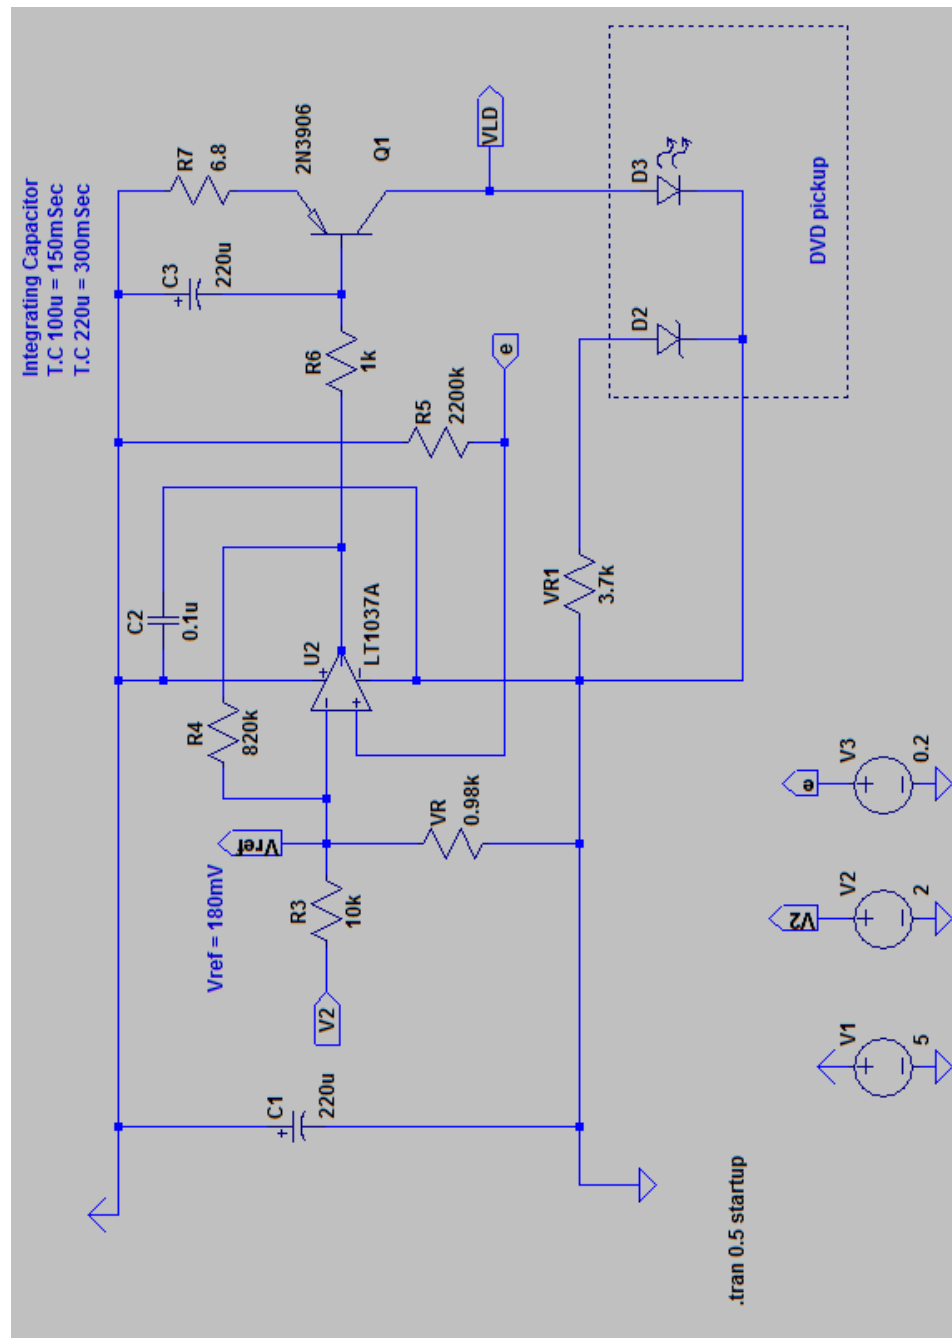 Integrating Capacitor
T.C 100u = 150mSec
T.C 220u = 300mSec
R7
6.8
2N3906
Q1
VLD
D3
DVD pickup
C3
220u
D2
R6
1k
e
R5
2200k
C2
0.1u
U2
LT1037A
VR1
3.7k
R4
820k
Vref
VR
0.98k
Vref = 180mV
R3
10k
V2
C1
220u
e
V3
0.2
V2
V2
2
V1
5
.tran 0.5 startup